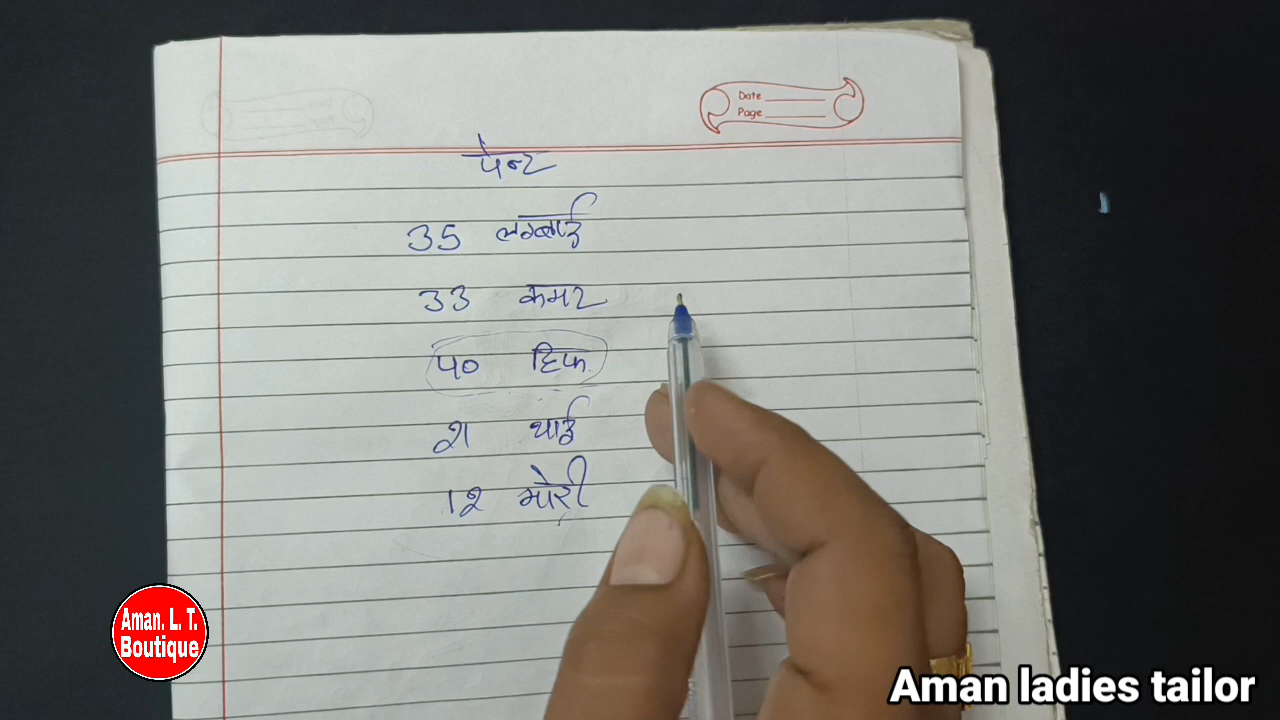 Date
Page
पेन्ट
35 लम्बाई
33 कमर
40 हिफ
21 थाई
12 मोरी
Aman. L. T.
Boutique
Aman ladies tailor